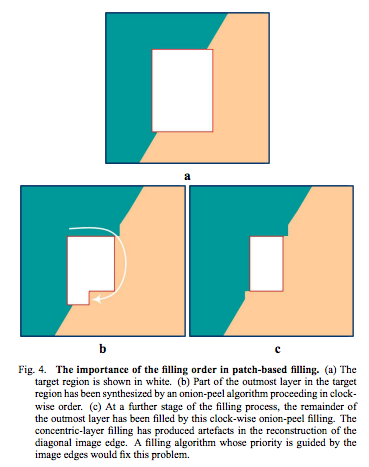 a
b c
Fig. 4. The importance of the filling order in patch-based filling. (a) The
target region is shown in white. (b) Part of the outmost layer in the target
region has been synthesized by an onion-peel algorithm proceeding in clock-
wise order. (c) At a further stage of the filling process, the remainder of
the outmost layer has been filled by this clock-wise onion-peel filling. The
concentric-layer filling has produced artefacts in the reconstruction of the
diagonal image edge. A filling algorithm whose priority is guided by the
image edges would fix this problem.